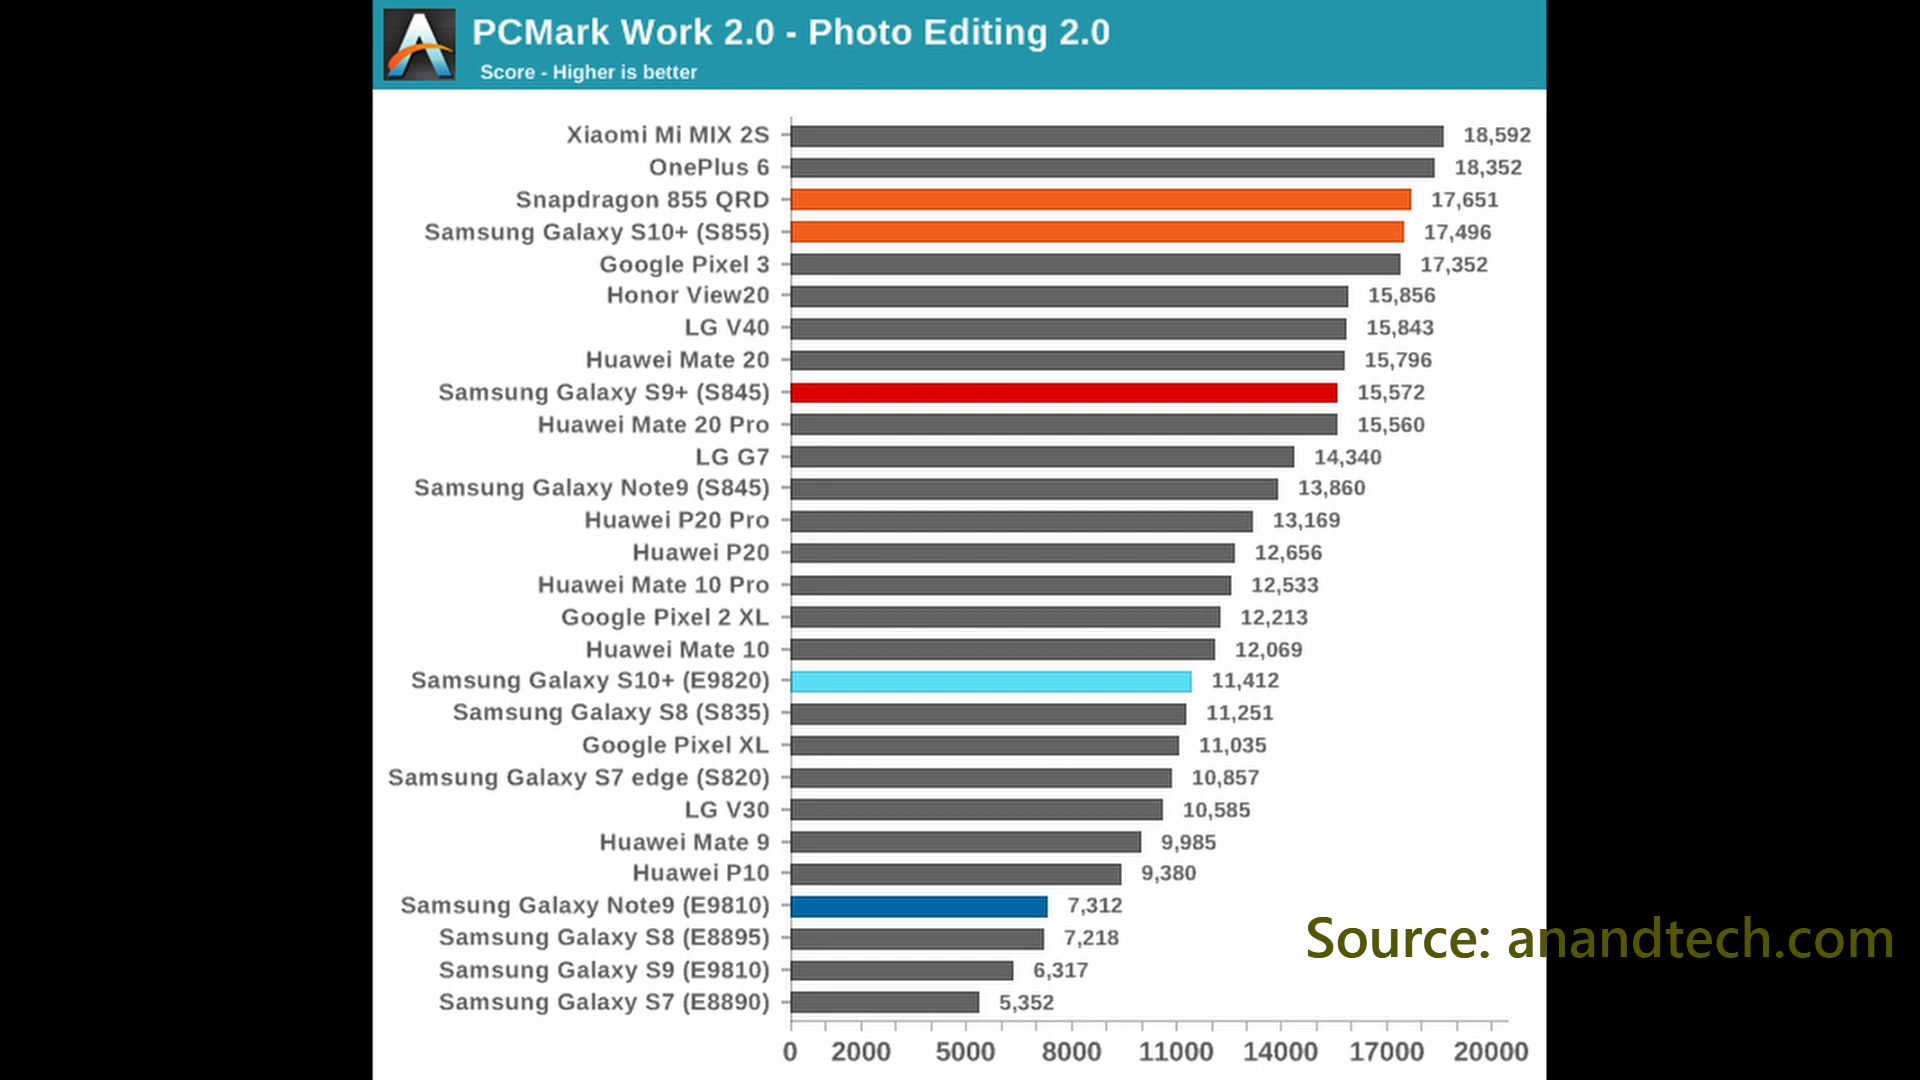 PCMark Work 2.0 - Photo Editing 2.0
Score - Higher is better
Xiaomi Mi MIX 2S 18,592
OnePlus 6 18,352
Snapdragon 855 QRD 17,651
Samsung Galaxy S10+ (S855) 17,496
Google Pixel 3 17,352
Honor View20 15,856
LG V40 15,843
Huawei Mate 20 15,796
Samsung Galaxy S9+ (S845) 15,572
Huawei Mate 20 Pro 15,560
LG G7 14,340
Samsung Galaxy Note9 (S845) 13,860
Huawei P20 Pro 13,169
Huawei P20 12,656
Huawei Mate 10 Pro 12,533
Google Pixel 2 XL 12,213
Huawei Mate 10 12,069
Samsung Galaxy S10+ (E9820) 11,412
Samsung Galaxy S8 (S835) 11,251
Google Pixel XL 11,035
Samsung Galaxy S7 edge (S820) 10,857
LG V30 10,585
Huawei Mate 9 9,985
Huawei P10 9,380
Samsung Galaxy Note9 (E9810) 7,312
Samsung Galaxy S8 (E8895) 7,218
Source: anandtech.com
Samsung Galaxy S9 (E9810) 6,317
Samsung Galaxy S7 (E8890) 5,352
0 2000 5000 8000 11000 14000 17000 20000